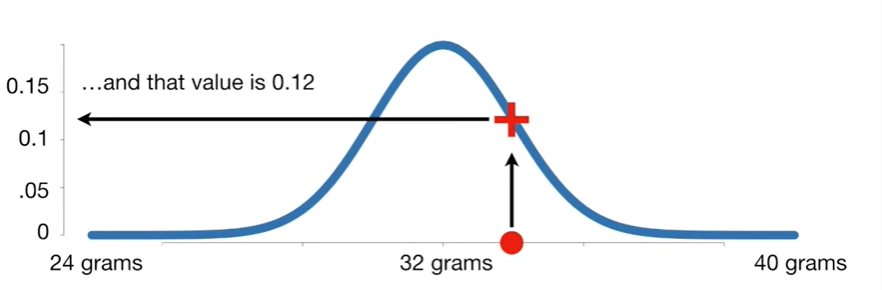 0.15
…and that value is 0.12
0.1
.05
0
24 grams
32 grams
40 grams